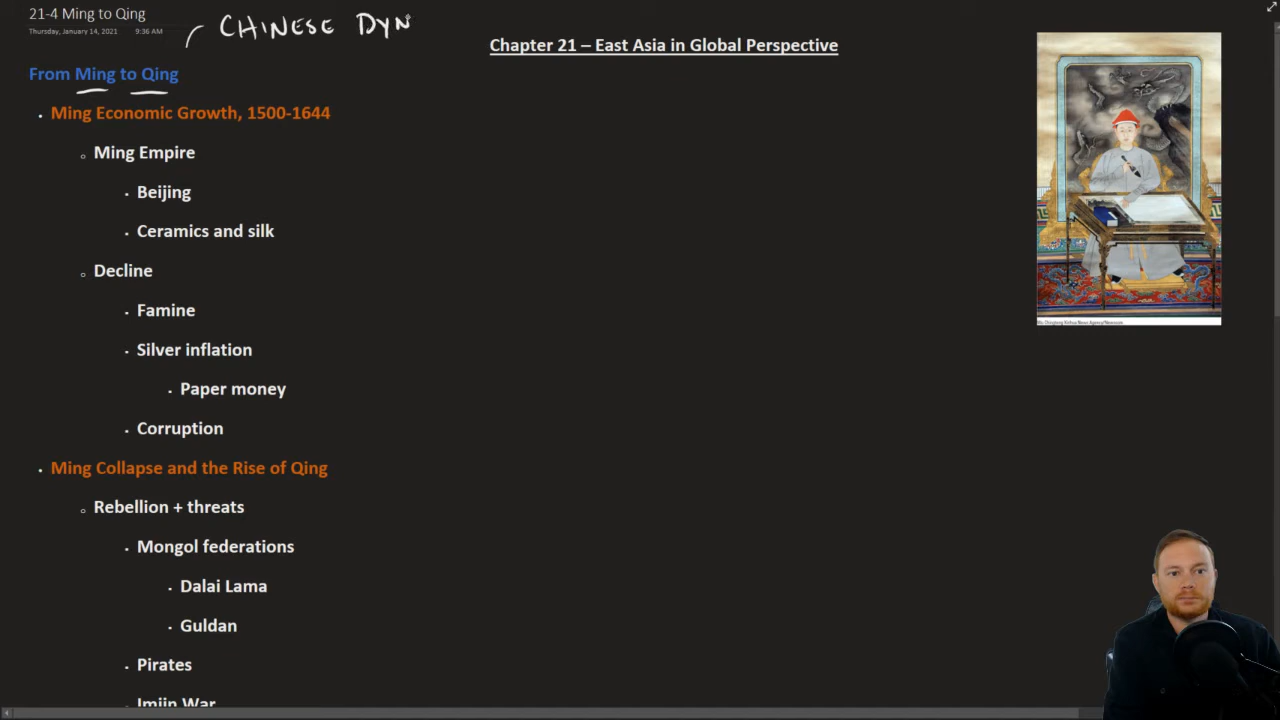 21-4 Ming to Qing
Thursday, January 14, 2021 9:36 AM
CHINESE DYN
Chapter 21 – East Asia in Global Perspective
From Ming to Qing
• Ming Economic Growth, 1500-1644
○ Ming Empire
▪ Beijing
▪ Ceramics and silk
○ Decline
▪ Famine
▪ Silver inflation
▪ Paper money
▪ Corruption
• Ming Collapse and the Rise of Qing
○ Rebellion + threats
▪ Mongol federations
▪ Dalai Lama
▪ Guldan
▪ Pirates
▪ Imjin War